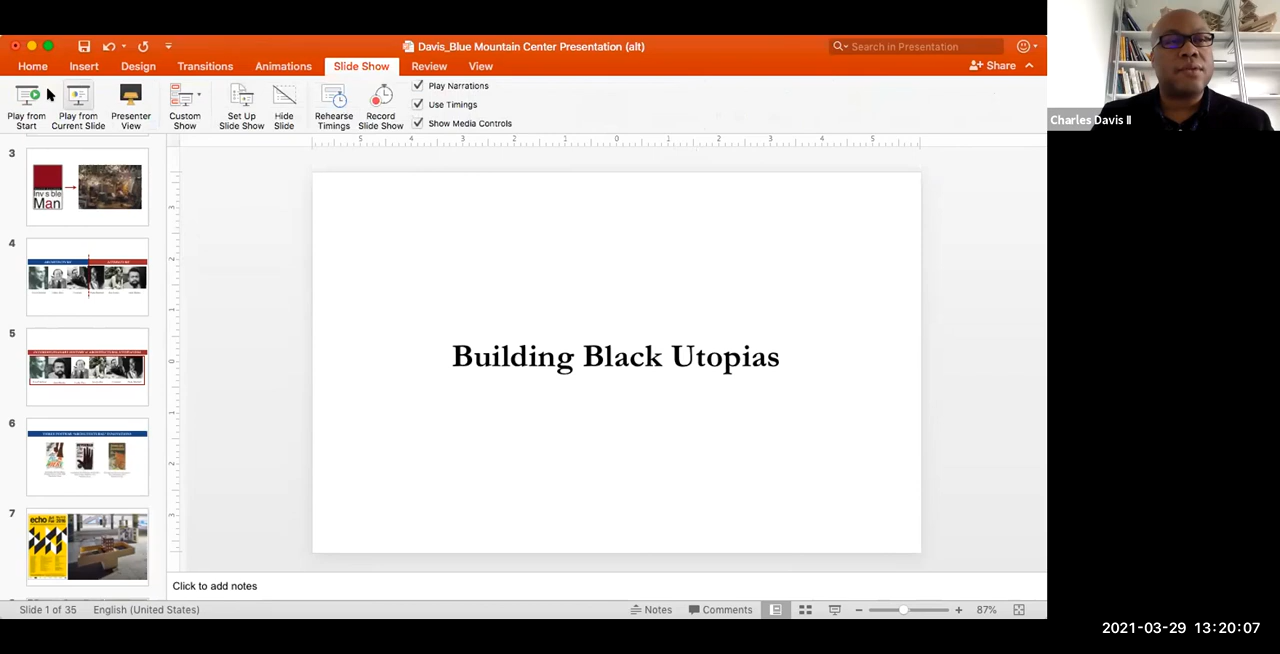 Davis_Blue Mountain Center Presentation (alt)
Search in Presentation
Home
Insert
Design
Transitions
Animations
Slide Show
Review
View
Share
Play from
Start
Play from
Current Slide
Presenter
View
Custom
Show
Set Up
Slide Show
Hide
Slide
Rehearse
Timings
Record
Slide Show
Play Narrations
Use Timings
Show Media Controls
Charles Davis II
3
Man
4
5
6
7
echo
Building Black Utopias
Click to add notes
Slide 1 of 35
English (United States)
Notes
Comments
87%
2021-03-29 13:20:07